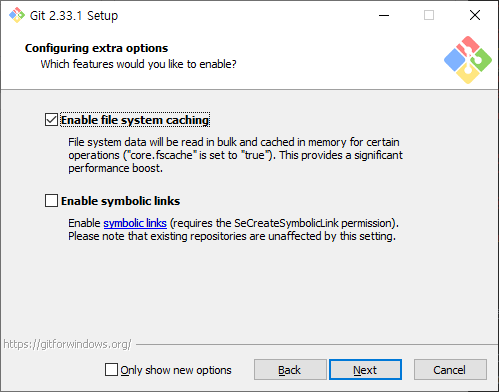 Git 2.33.1 Setup
Configuring extra options
Which features would you like to enable?
Enable file system caching
File system data will be read in bulk and cached in memory for certain
operations ("core.fscache" is set to "true"). This provides a significant
performance boost.
Enable symbolic links
Enable symbolic links (requires the SeCreateSymbolicLink permission).
Please note that existing repositories are unaffected by this setting.
https://gitforwindows.org/
Only show new options
Back
Next
Cancel